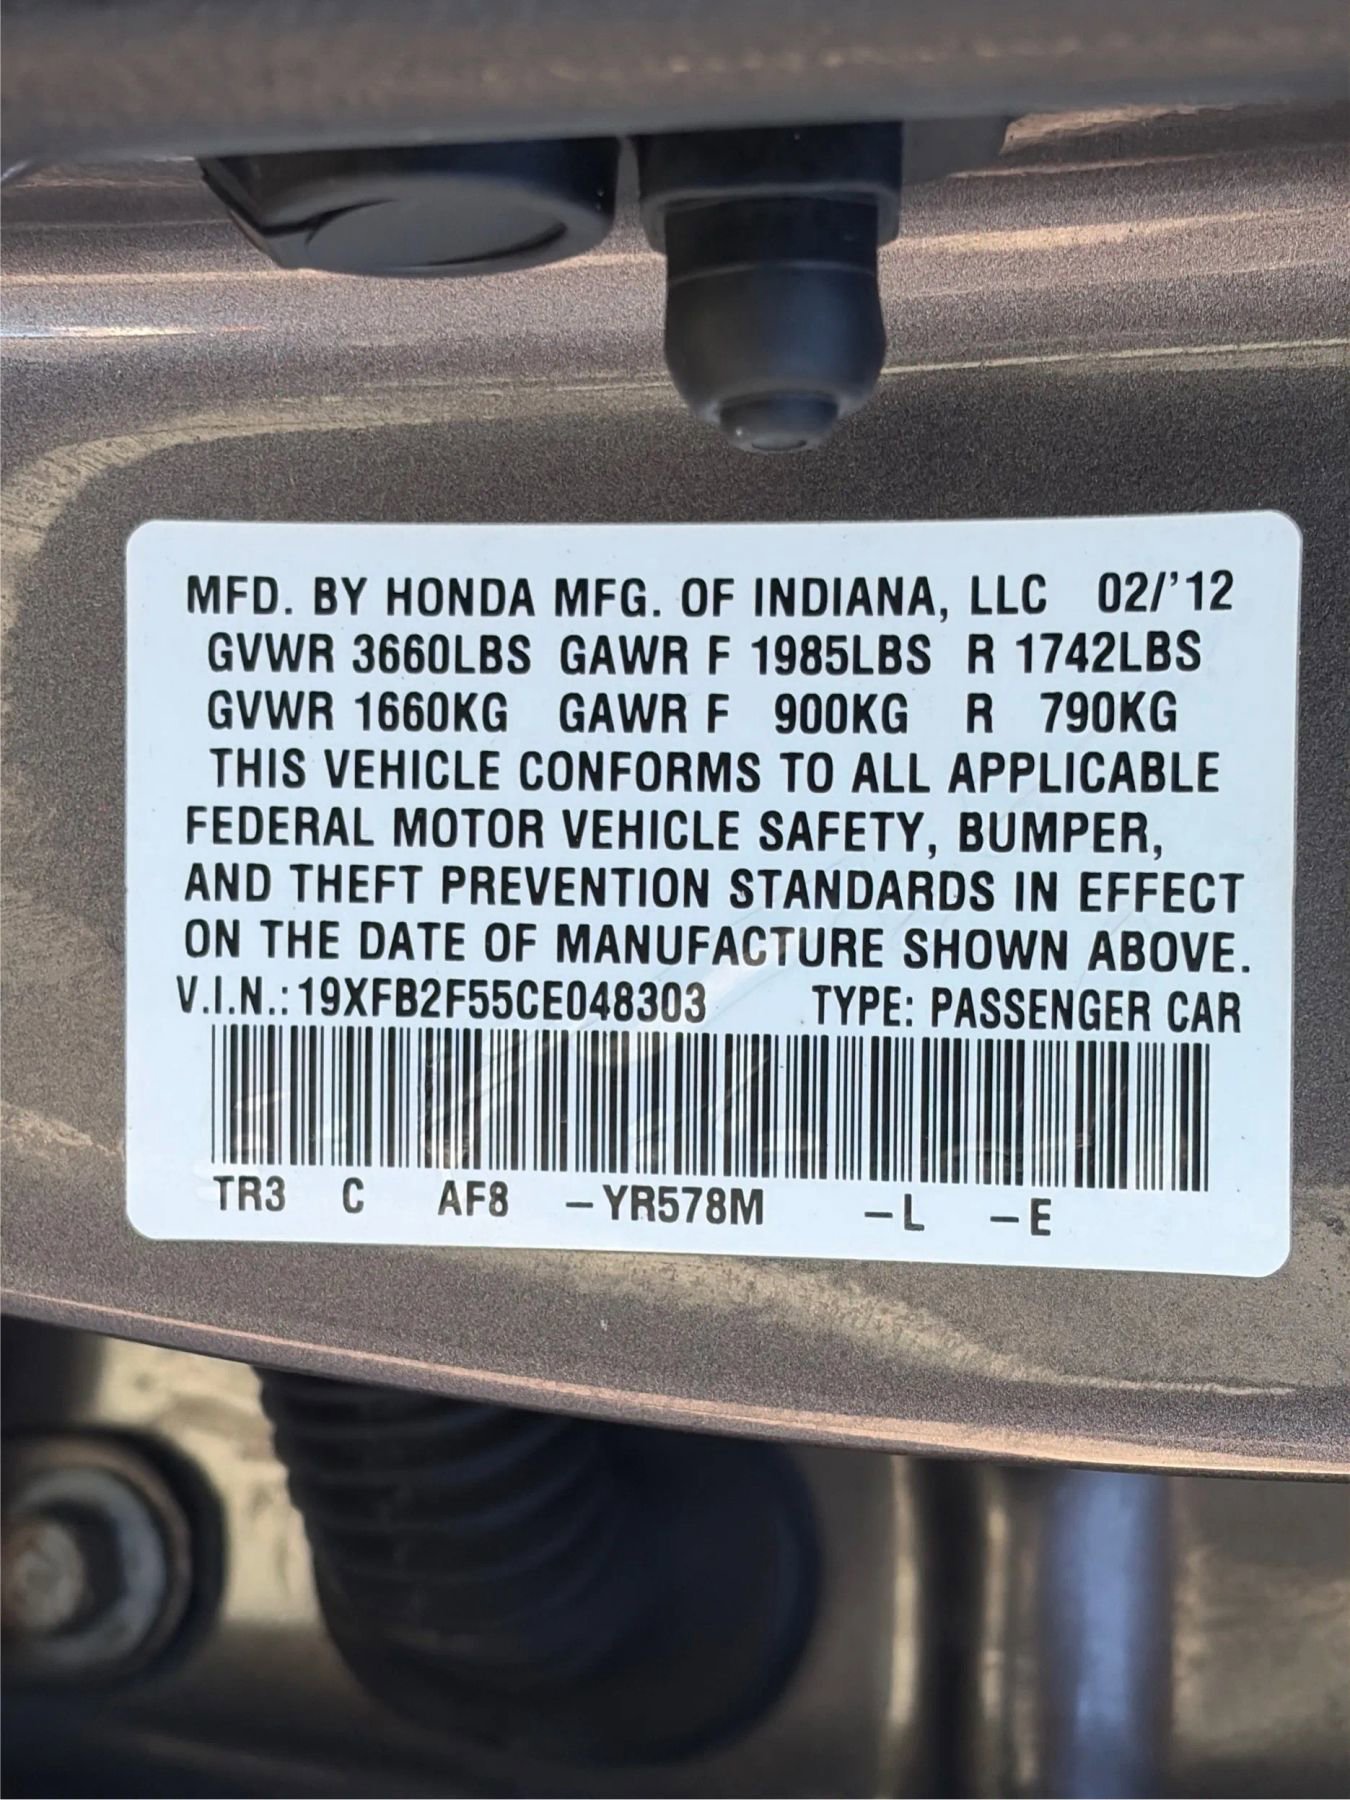 MFD. BY HONDA MFG. OF INDIANA, LLC 02/'12
GVWR 3660LBS GAWR F 1985LBS R 1742LBS
GVWR 1660KG GAWR F 900KG R 790KG
THIS VEHICLE CONFORMS TO ALL APPLICABLE
FEDERAL MOTOR VEHICLE SAFETY, BUMPER,
AND THEFT PREVENTION STANDARDS IN EFFECT
ON THE DATE OF MANUFACTURE SHOWN ABOVE.
V.I.N.: 19XFB2F55CE048303 TYPE: PASSENGER CAR
TR3 C AF8 –YR578M –L –E